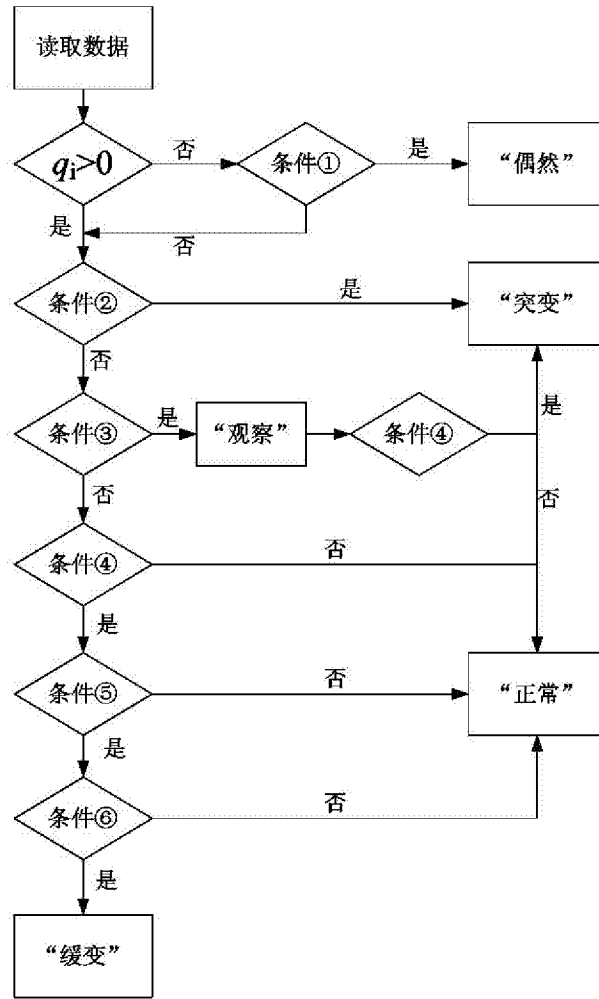 读取数据
qi>0
否
条件①
是
“偶然”
是
否
条件②
是
“突变”
否
条件③
是
“观察”
条件④
是
否
否
条件④
否
是
条件⑤
否
“正常”
是
条件⑥
否
是
“缓变”